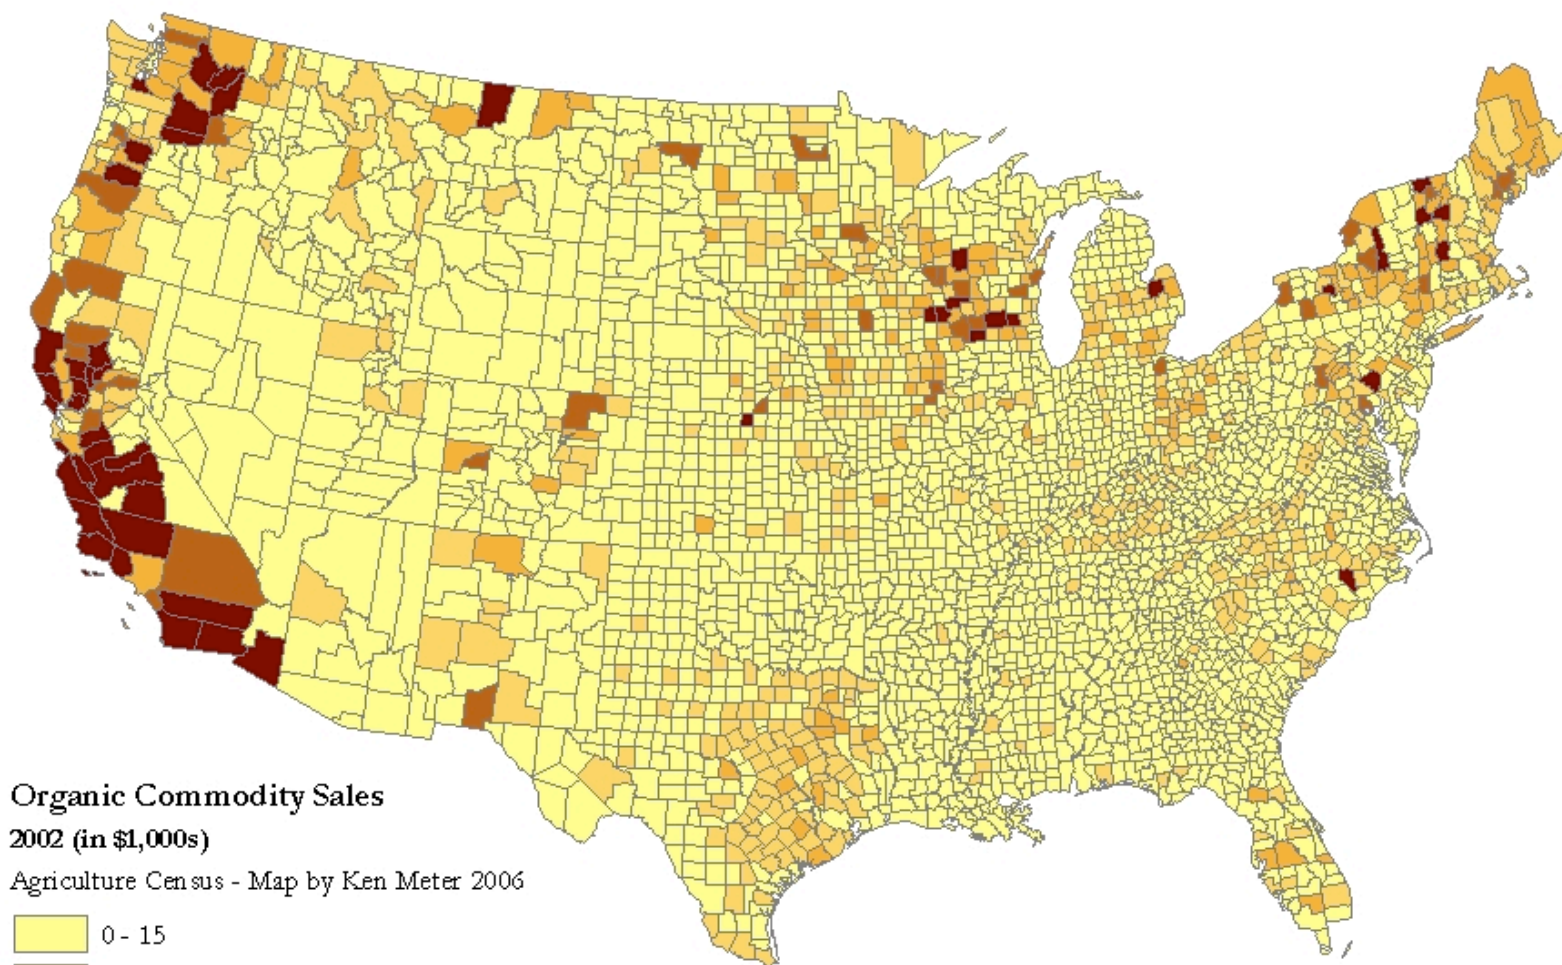 Organic Commodity Sales
2002 (in $1,000s)
Agriculture Census - Map by Ken Meter 2006
0 - 15